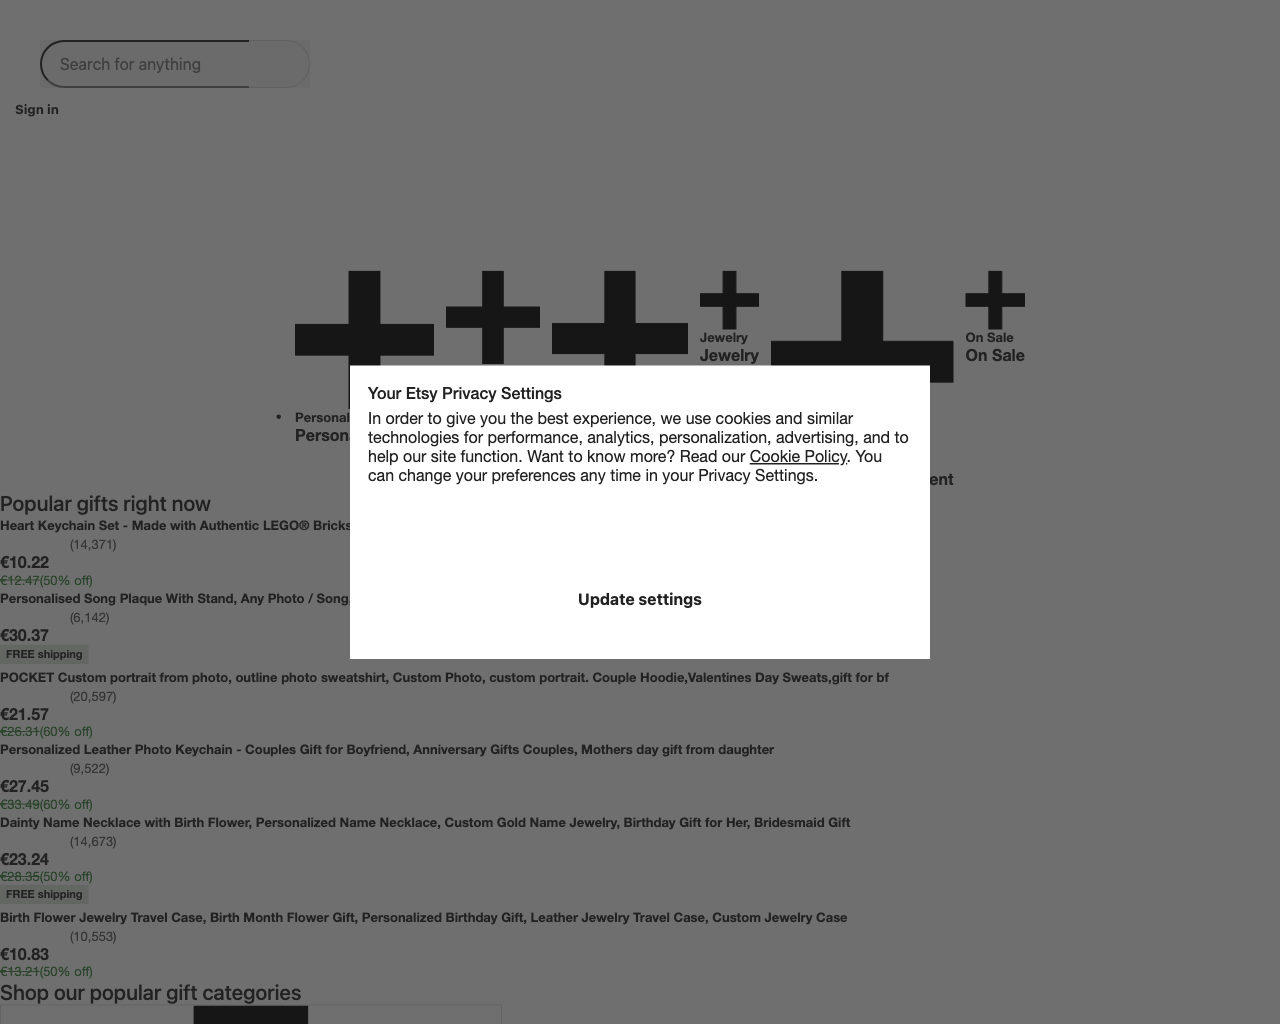 Search for anything
Sign in
Jewelry
Jewelry
On Sale
On Sale
Your Etsy Privacy Settings
In order to give you the best experience, we use cookies and similar
technologies for performance, analytics, personalization, advertising, and to
help our site function. Want to know more? Read our Cookie Policy. You
can change your preferences any time in your Privacy Settings.
Update settings
Popular gifts right now
Heart Keychain Set - Made with Authentic LEGO® Bricks
(14,371)
€10.22
€12.47(50% off)
Personalised Song Plaque With Stand, Any Photo / Song,
(6,142)
€30.37
FREE shipping
POCKET Custom portrait from photo, outline photo sweatshirt, Custom Photo, custom portrait. Couple Hoodie,Valentines Day Sweats,gift for bf
(20,597)
€21.57
€26.31(60% off)
Personalized Leather Photo Keychain - Couples Gift for Boyfriend, Anniversary Gifts Couples, Mothers day gift from daughter
(9,522)
€27.45
€33.49(60% off)
Dainty Name Necklace with Birth Flower, Personalized Name Necklace, Custom Gold Name Jewelry, Birthday Gift for Her, Bridesmaid Gift
(14,673)
€23.24
€28.35(50% off)
FREE shipping
Birth Flower Jewelry Travel Case, Birth Month Flower Gift, Personalized Birthday Gift, Leather Jewelry Travel Case, Custom Jewelry Case
(10,553)
€10.83
€13.21(50% off)
Shop our popular gift categories